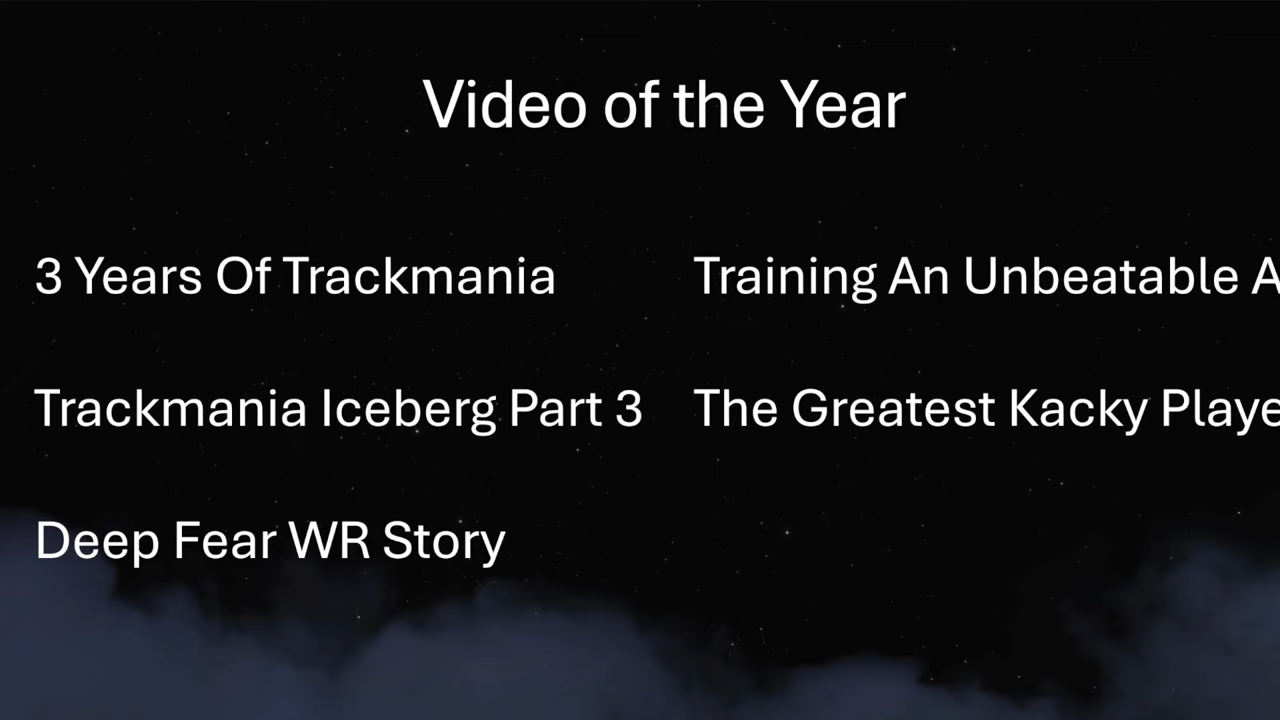 Video of the Year
3 Years Of Trackmania
Training An Unbeatable
Trackmania Iceberg Part 3
The Greatest Kacky
Deep Fear WR Story